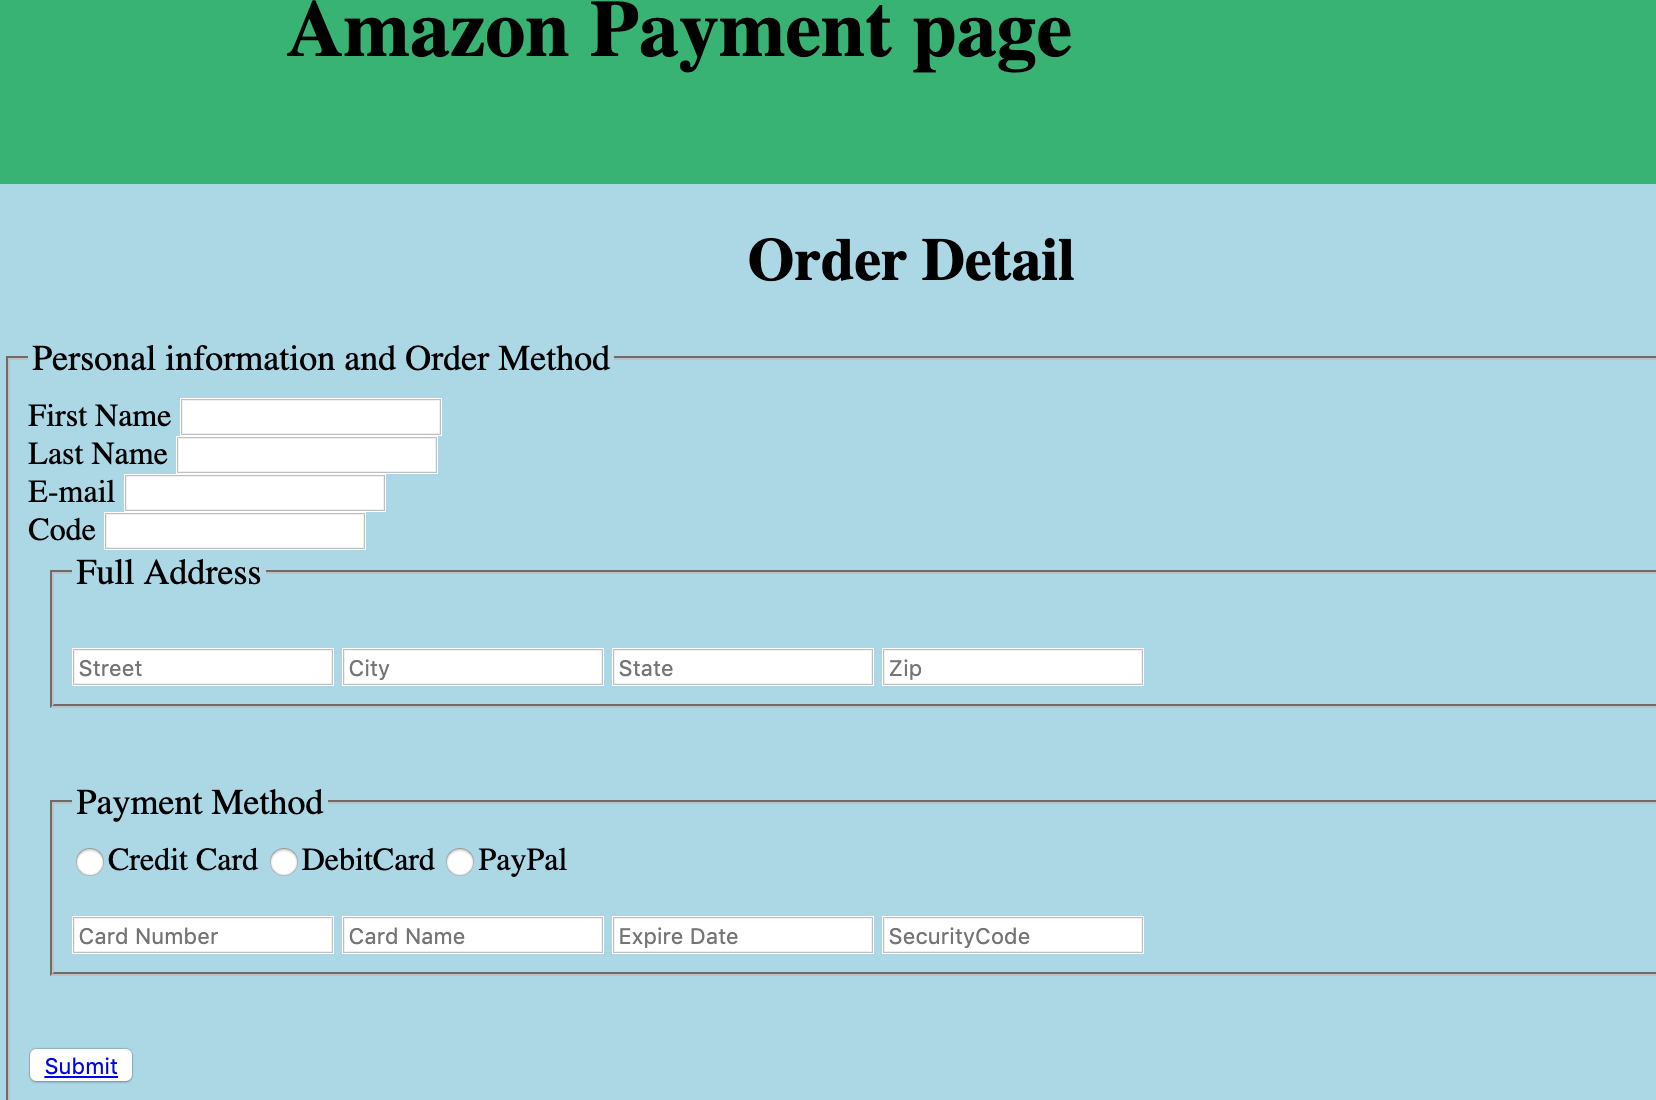 Amazon Payment page
Order Detail
Personal information and Order Method
First Name
Last Name
E-mail
Code
Full Address
Street City State Zip
Payment Method
Credit Card DebitCard PayPal
Card Number Card Name Expire Date SecurityCode
Submit